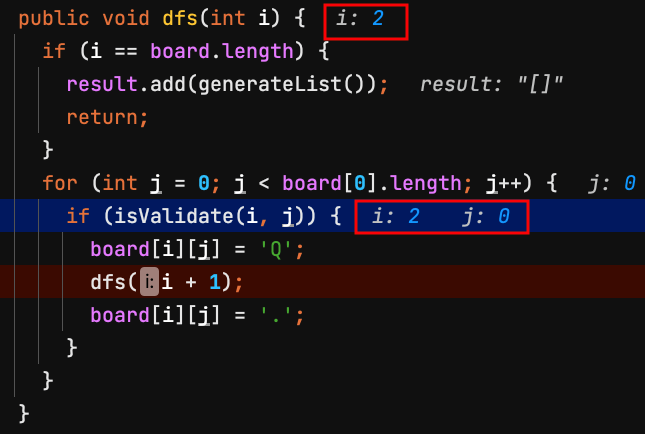 public void dfs(int i) {   i: 2
  if (i == board.length) {
    result.add(generateList());   result: "[]"
    return;
  }
  for (int j = 0; j < board[0].length; j++) {   j: 0
    if (isValidate(i, j)) {   i: 2   j: 0
      board[i][j] = 'Q';
      dfs( i: i + 1);
      board[i][j] = '.';
    }
  }
}